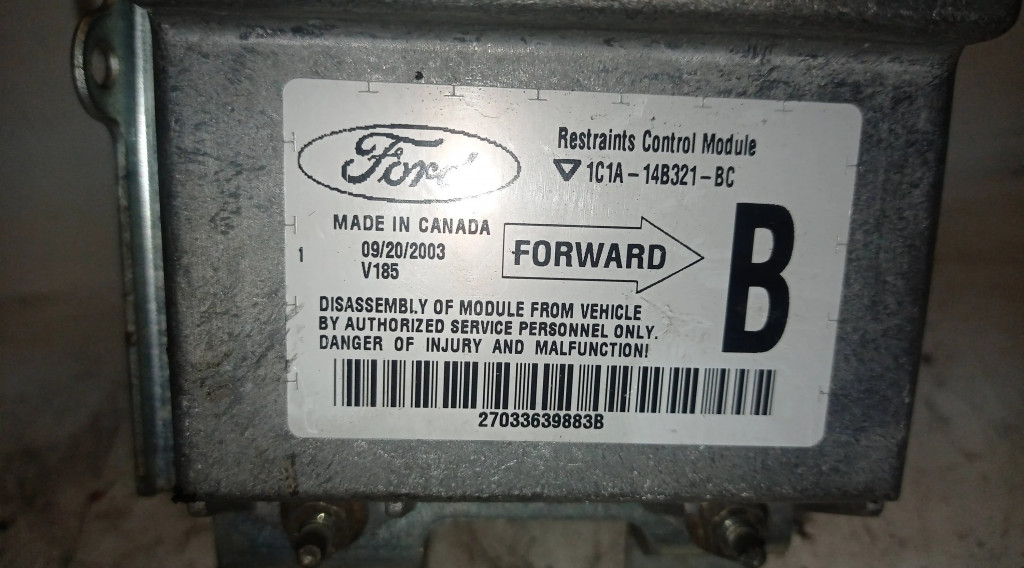 Ford
Restraints Control Module
1C1A-14B321-BC
MADE IN CANADA
09/20/2003
V185
1
FORWARD
B
DISASSEMBLY OF MODULE FROM VEHICLE
BY AUTHORIZED SERVICE PERSONNEL ONLY.
DANGER OF INJURY AND MALFUNCTION!
27033639883B